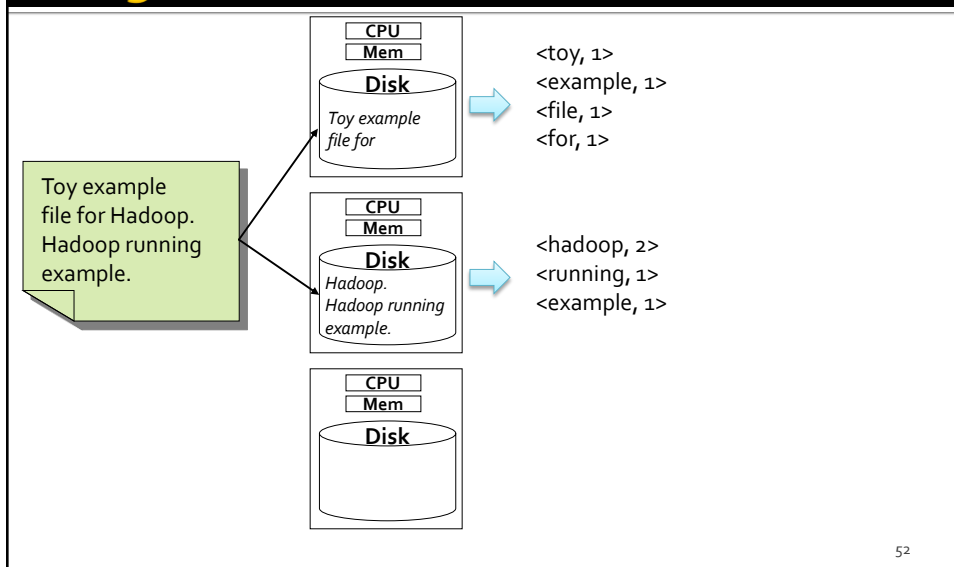 Toy example
file for Hadoop.
Hadoop running
example.
CPU
Mem
Disk
Toy example
file for
<toy, 1>
<example, 1>
<file, 1>
<for, 1>
CPU
Mem
Disk
Hadoop.
Hadoop running
example.
<hadoop, 2>
<running, 1>
<example, 1>
CPU
Mem
Disk
52